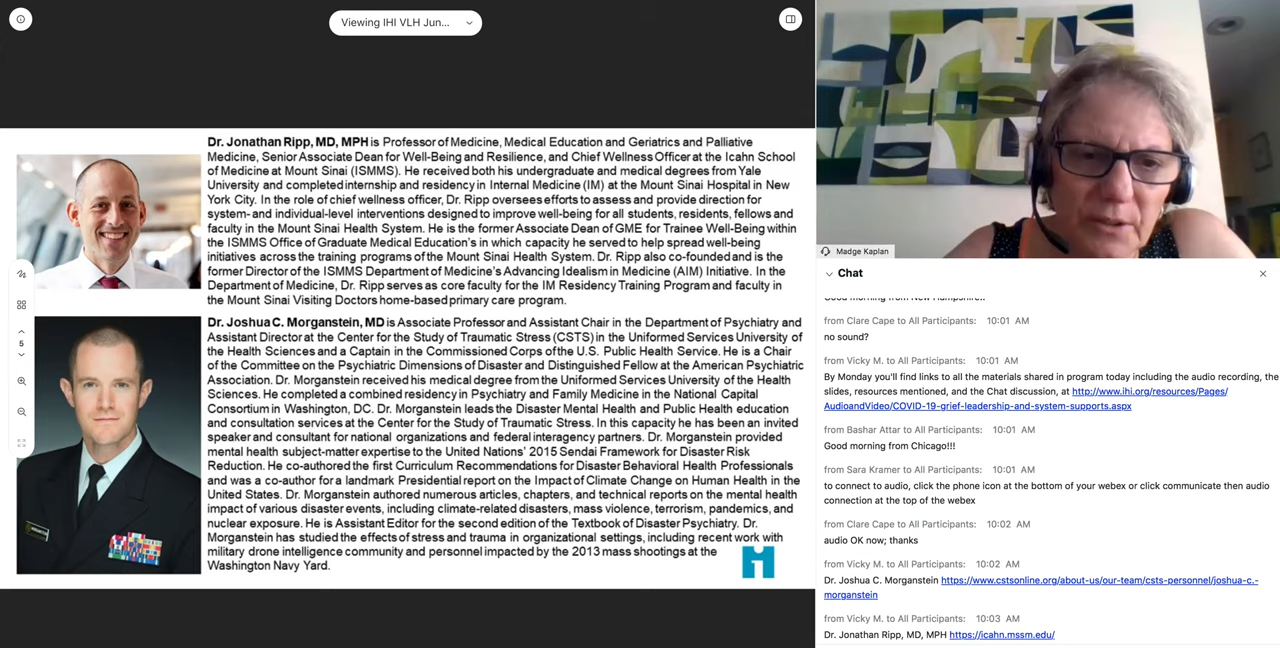 Viewing IHI VLH Jun...
Dr. Jonathan Ripp, MD, MPH is Professor of Medicine, Medical Education and Geriatrics and Palliative
Medicine, Senior Associate Dean for Well-Being and Resilience, and Chief Wellness Officer at the Icahn School
of Medicine at Mount Sinai (ISMMS). He received both his undergraduate and medical degrees from Yale
University and completed internship and residency in Internal Medicine (IM) at the Mount Sinai Hospital in New
York City. In the role of chief wellness officer, Dr. Ripp oversees efforts to assess and provide direction for
system- and individual-level interventions designed to improve well-being for all students, residents, fellows and
faculty in the Mount Sinai Health System. He is the former Associate Dean of GME for Trainee Well-Being within
the ISMMS Office of Graduate Medical Education's in which capacity he served to help spread well-being
initiatives across the training programs of the Mount Sinai Health System. Dr. Ripp also co-founded and is the
former Director of the ISMMS Department of Medicine's Advancing Idealism in Medicine (AIM) Initiative. In the
Department of Medicine, Dr. Ripp serves as core faculty for the IM Residency Training Program and faculty in
the Mount Sinai Visiting Doctors home-based primary care program.
5
Dr. Joshua C. Morganstein, MD is Associate Professor and Assistant Chair in the Department of Psychiatry and
Assistant Director at the Center for the Study of Traumatic Stress (CSTS) in the Uniformed Services University of
the Health Sciences and a Captain in the Commissioned Corps of the U.S. Public Health Service. He is a Chair
of the Committee on the Psychiatric Dimensions of Disaster and Distinguished Fellow at the American Psychiatric
Association. Dr. Morganstein received his medical degree from the Uniformed Services University of the Health
Sciences. He completed a combined residency in Psychiatry and Family Medicine in the National Capital
Consortium in Washington, DC. Dr. Morganstein leads the Disaster Mental Health and Public Health education
and consultation services at the Center for the Study of Traumatic Stress. In this capacity he has been an invited
speaker and consultant for national organizations and federal interagency partners. Dr. Morganstein provided
mental health subject-matter expertise to the United Nations' 2015 Sendai Framework for Disaster Risk
Reduction. He co-authored the first Curriculum Recommendations for Disaster Behavioral Health Professionals
and was a co-author for a landmark Presidential report on the Impact of Climate Change on Human Health in the
United States. Dr. Morganstein authored numerous articles, chapters, and technical reports on the mental health
impact of various disaster events, including climate-related disasters, mass violence, terrorism, pandemics, and
nuclear exposure. He is Assistant Editor for the second edition of the Textbook of Disaster Psychiatry. Dr.
Morganstein has studied the effects of stress and trauma in organizational settings, including recent work with
military drone intelligence community and personnel impacted by the 2013 mass shootings at the
Washington Navy Yard.
Madge Kaplan
Chat
Good morning from New Hampshire..
from Clare Cape to All Participants: 10:01 AM
no sound?
from Vicky M. to All Participants: 10:01 AM
By Monday you'll find links to all the materials shared in program today including the audio recording, the
slides, resources mentioned, and the Chat discussion, at http://www.ihi.org/resources/Pages/
AudioandVideo/COVID-19-grief-leadership-and-system-supports.aspx
from Bashar Attar to All Participants: 10:01 AM
Good morning from Chicago!!!
from Sara Kramer to All Participants: 10:01 AM
to connect to audio, click the phone icon at the bottom of your webex or click communicate then audio
connection at the top of the webex
from Clare Cape to All Participants: 10:02 AM
audio OK now; thanks
from Vicky M. to All Participants: 10:02 AM
Dr. Joshua C. Morganstein https://www.cstsonline.org/about-us/our-team/csts-personnel/joshua-c.-
morganstein
from Vicky M. to All Participants: 10:03 AM
Dr. Jonathan Ripp, MD, MPH https://icahn.mssm.edu/